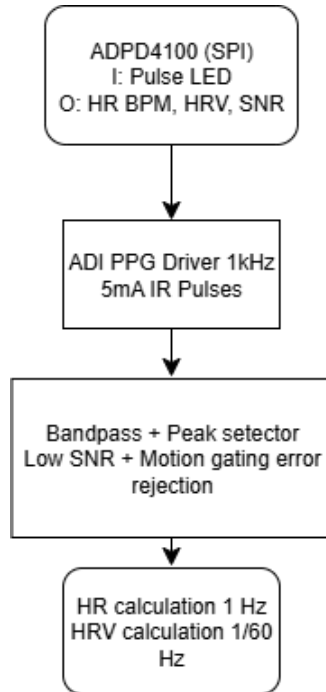 ADPD4100 (SPI)
I: Pulse LED
O: HR BPM, HRV, SNR
ADI PPG Driver 1kHz
5mA IR Pulses
Bandpass + Peak selector
Low SNR + Motion gating error
rejection
HR calculation 1 Hz
HRV calculation 1/60
Hz